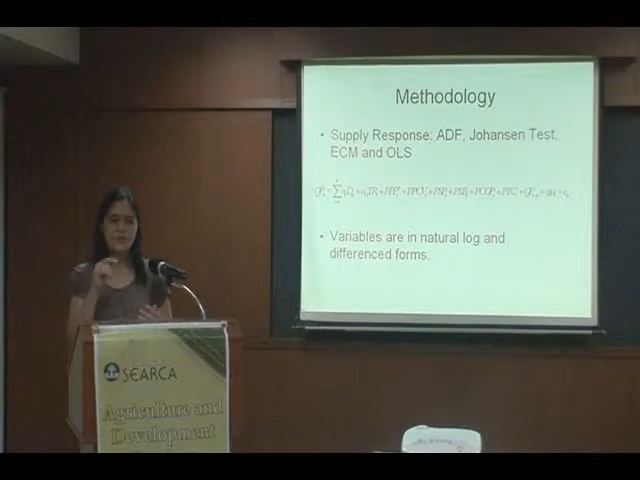 Methodology
• Supply Response: ADF, Johansen Test,
ECM and OLS
• Variables are in natural log and
differenced forms.
SEARCA
Agriculture and
Development